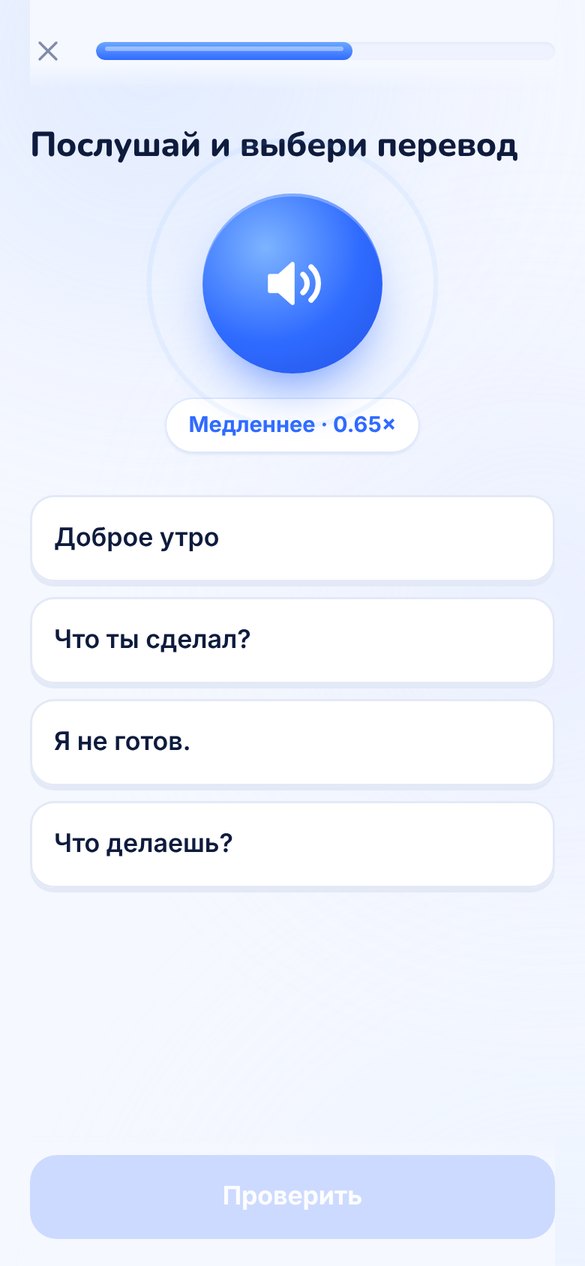 Послушай и выбери перевод
Медленнее · 0.65×
Доброе утро
Что ты сделал?
Я не готов.
Что делаешь?
Проверить